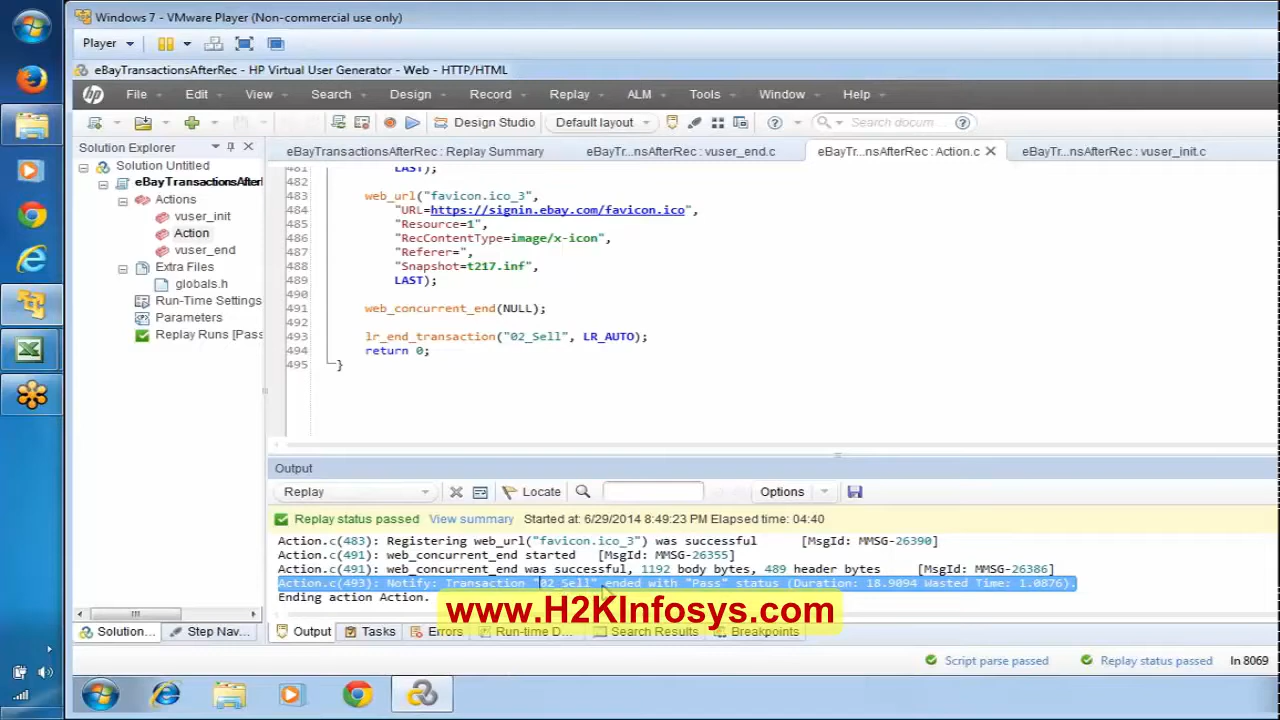 Windows 7 - VMware Player (Non-commercial use only)
Player
eBayTransactionsAfterRec - HP Virtual User Generator - Web - HTTP/HTML
hp File Edit View Search Design Record Replay ALM Tools Window Help
Design Studio Default layout Search docum
Solution Explorer
eBayTransactionsAfterRec : Replay Summary eBayTr...nsAfterRec : vuser_end.c eBayTr...nsAfterRec : Action.c eBayTr...nsAfterRec : vuser_init.c
Solution Untitled
eBayTransactionsAfterl
Actions
vuser_init
Action
vuser_end
Extra Files
globals.h
Run-Time Settings
Parameters
Replay Runs [Pass
481 LAST);
482
483 web_url("favicon.ico_3",
484 "URL=https://signin.ebay.com/favicon.ico",
485 "Resource=1",
486 "RecContentType=image/x-icon",
487 "Referer=",
488 "Snapshot=t217.inf",
489 LAST);
490
491 web_concurrent_end(NULL);
492
493 lr_end_transaction("02_Sell", LR_AUTO);
494 return 0;
495 }
Output
Replay Locate Options
Replay status passed View summary Started at: 6/29/2014 8:49:23 PM Elapsed time: 04:40
Action.c(483): Registering web_url("favicon.ico_3") was successful [MsgId: MMSG-26390]
Action.c(491): web_concurrent_end started [MsgId: MMSG-26355]
Action.c(491): web_concurrent_end was successful, 1192 body bytes, 489 header bytes [MsgId: MMSG-26386]
Action.c(493): Notify: Transaction "02_Sell" ended with "Pass" status (Duration: 18.9094 Wasted Time: 1.0876).
Ending action Action.
www.H2KInfosys.com
Solution... Step Nav... Output Tasks Errors Run-time D... Search Results Breakpoints
Script parse passed Replay status passed ln 8069